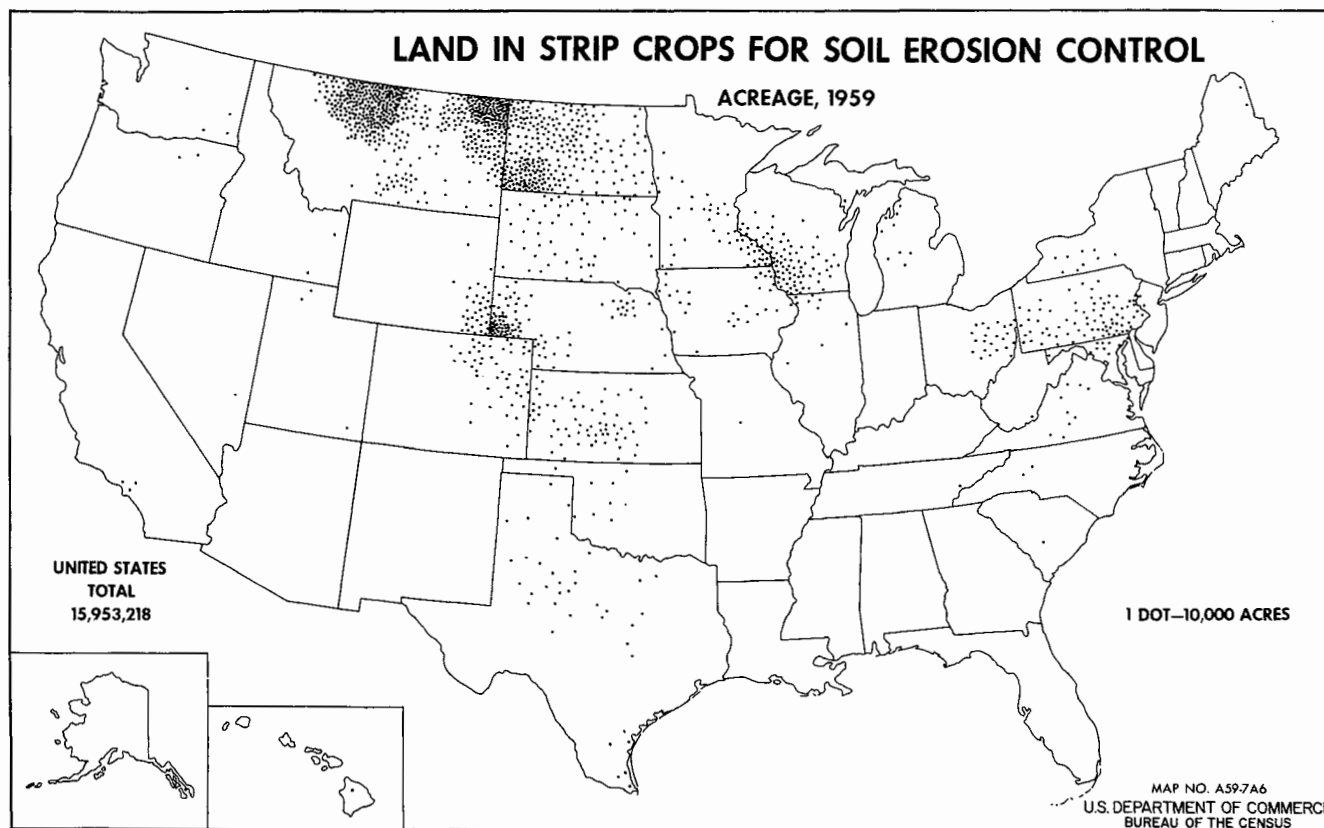 LAND IN STRIP CROPS FOR SOIL EROSION CONTROL
ACREAGE, 1959
UNITED STATES
TOTAL
15,953,218
1 DOT—10,000 ACRES
MAP NO. A59-7A6
U.S. DEPARTMENT OF COMMERC
BUREAU OF THE CENSUS